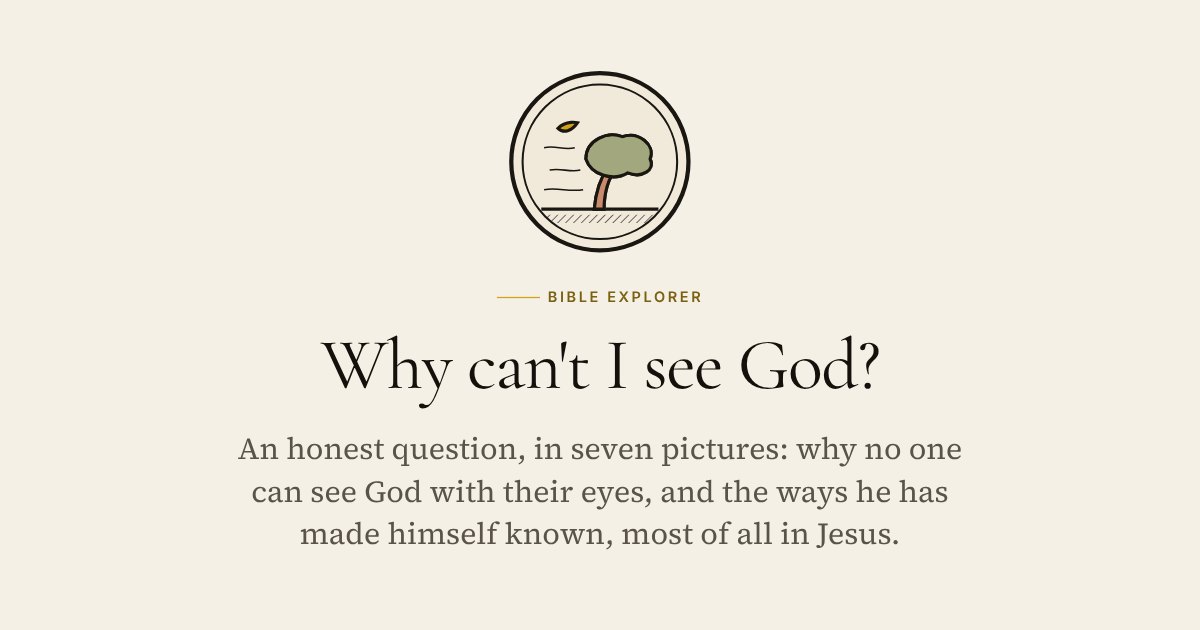 BIBLE EXPLORER
Why can't I see God?
An honest question, in seven pictures: why no one
can see God with their eyes, and the ways he has
made himself known, most of all in Jesus.